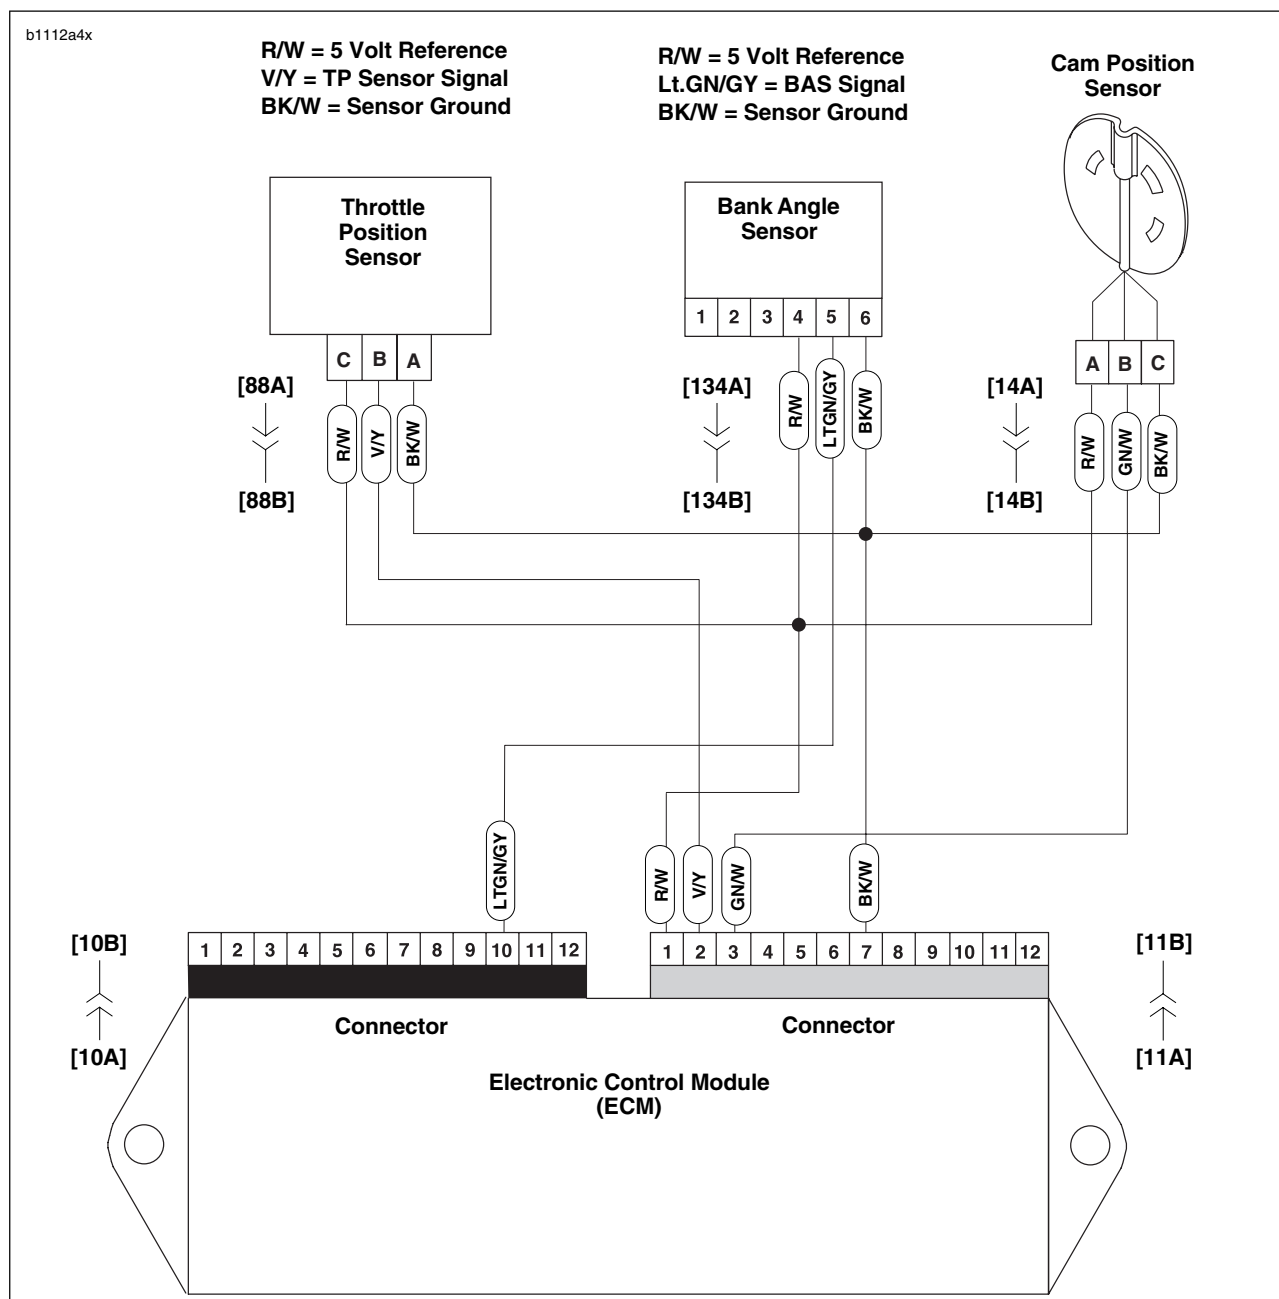 b1112a4x
R/W = 5 Volt Reference
V/Y = TP Sensor Signal
BK/W = Sensor Ground
R/W = 5 Volt Reference
Lt.GN/GY = BAS Signal
BK/W = Sensor Ground
Cam Position
Sensor
Throttle
Position
Sensor
Bank Angle
Sensor
1 2 3 4 5 6
C B A
A B C
[88A]
[88B]
R/W V/Y BK/W
[134A]
[134B]
R/W LTGN/GY BK/W
[14A]
[14B]
R/W GN/W BK/W
LTGN/GY
R/W V/Y GN/W BK/W
[10B]
[10A]
1 2 3 4 5 6 7 8 9 10 11 12
1 2 3 4 5 6 7 8 9 10 11 12
[11B]
[11A]
Connector
Connector
Electronic Control Module
(ECM)